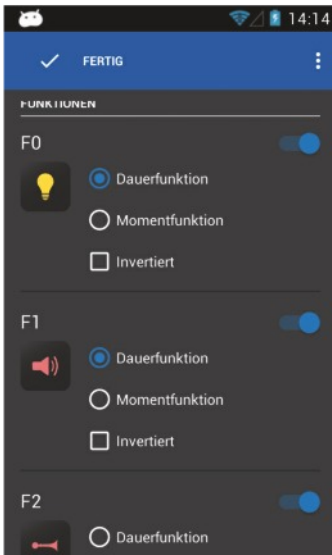 14:14
FERTIG
FUNKTIONEN
F0
Dauerfunktion
Momentfunktion
Invertiert
F1
Dauerfunktion
Momentfunktion
Invertiert
F2
Dauerfunktion